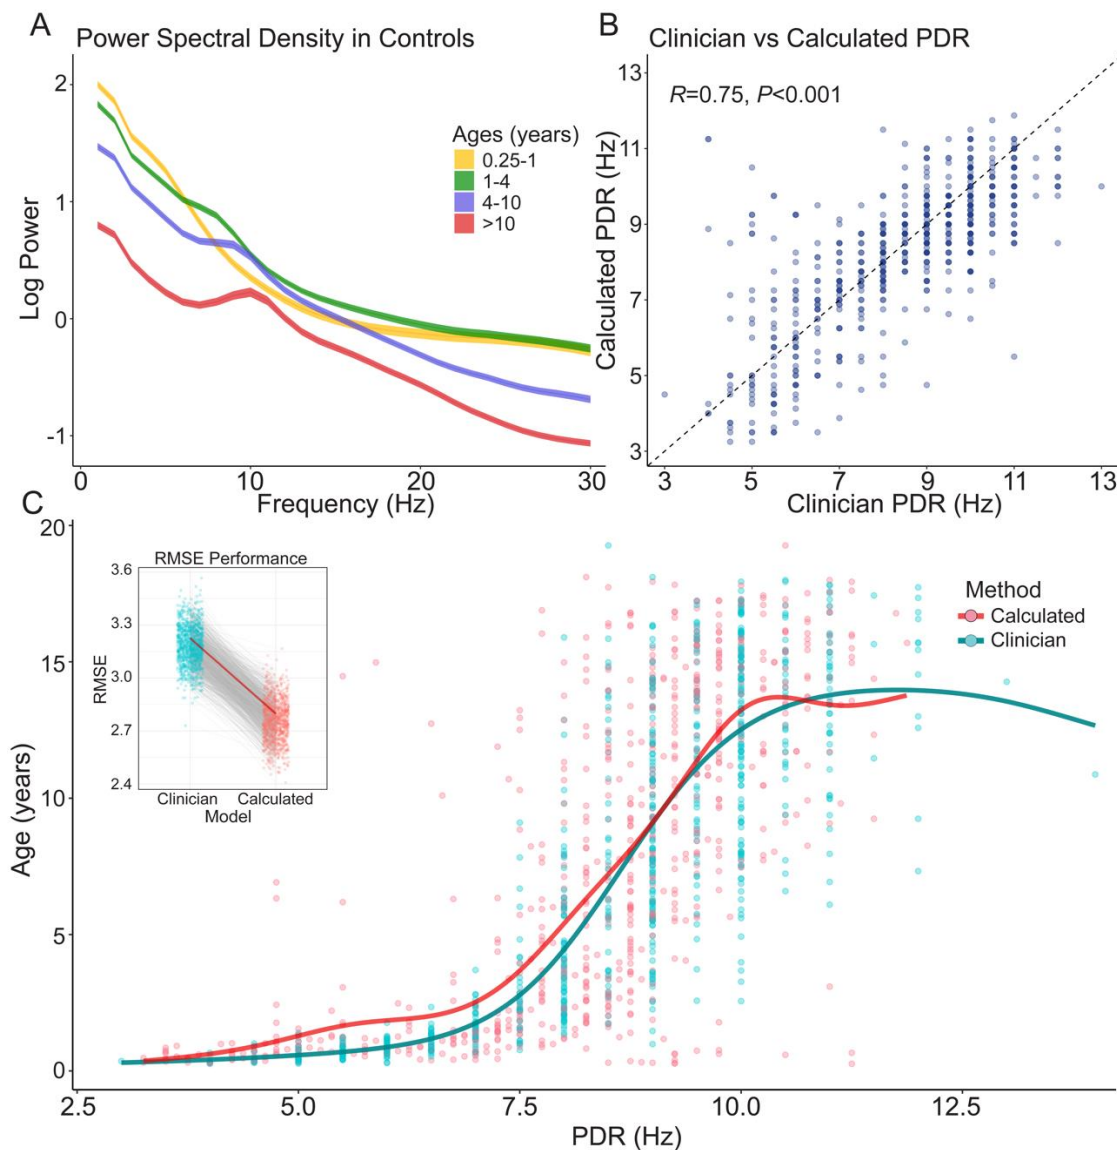 A
Power Spectral Density in Controls
2
1
0
-1
Log Power
0
10
20
30
Frequency (Hz)
Ages (years)
0.25-1
1-4
4-10
>10
B
Clinician vs Calculated PDR
R=0.75, P<0.001
13
11
9
7
5
3
Calculated PDR (Hz)
3
5
7
9
11
13
Clinician PDR (Hz)
C
20
15
10
5
0
Age (years)
RMSE Performance
3.6
3.3
3.0
2.7
2.4
RMSE
Clinician
Calculated
Model
Method
Calculated
Clinician
2.5
5.0
7.5
10.0
12.5
PDR (Hz)